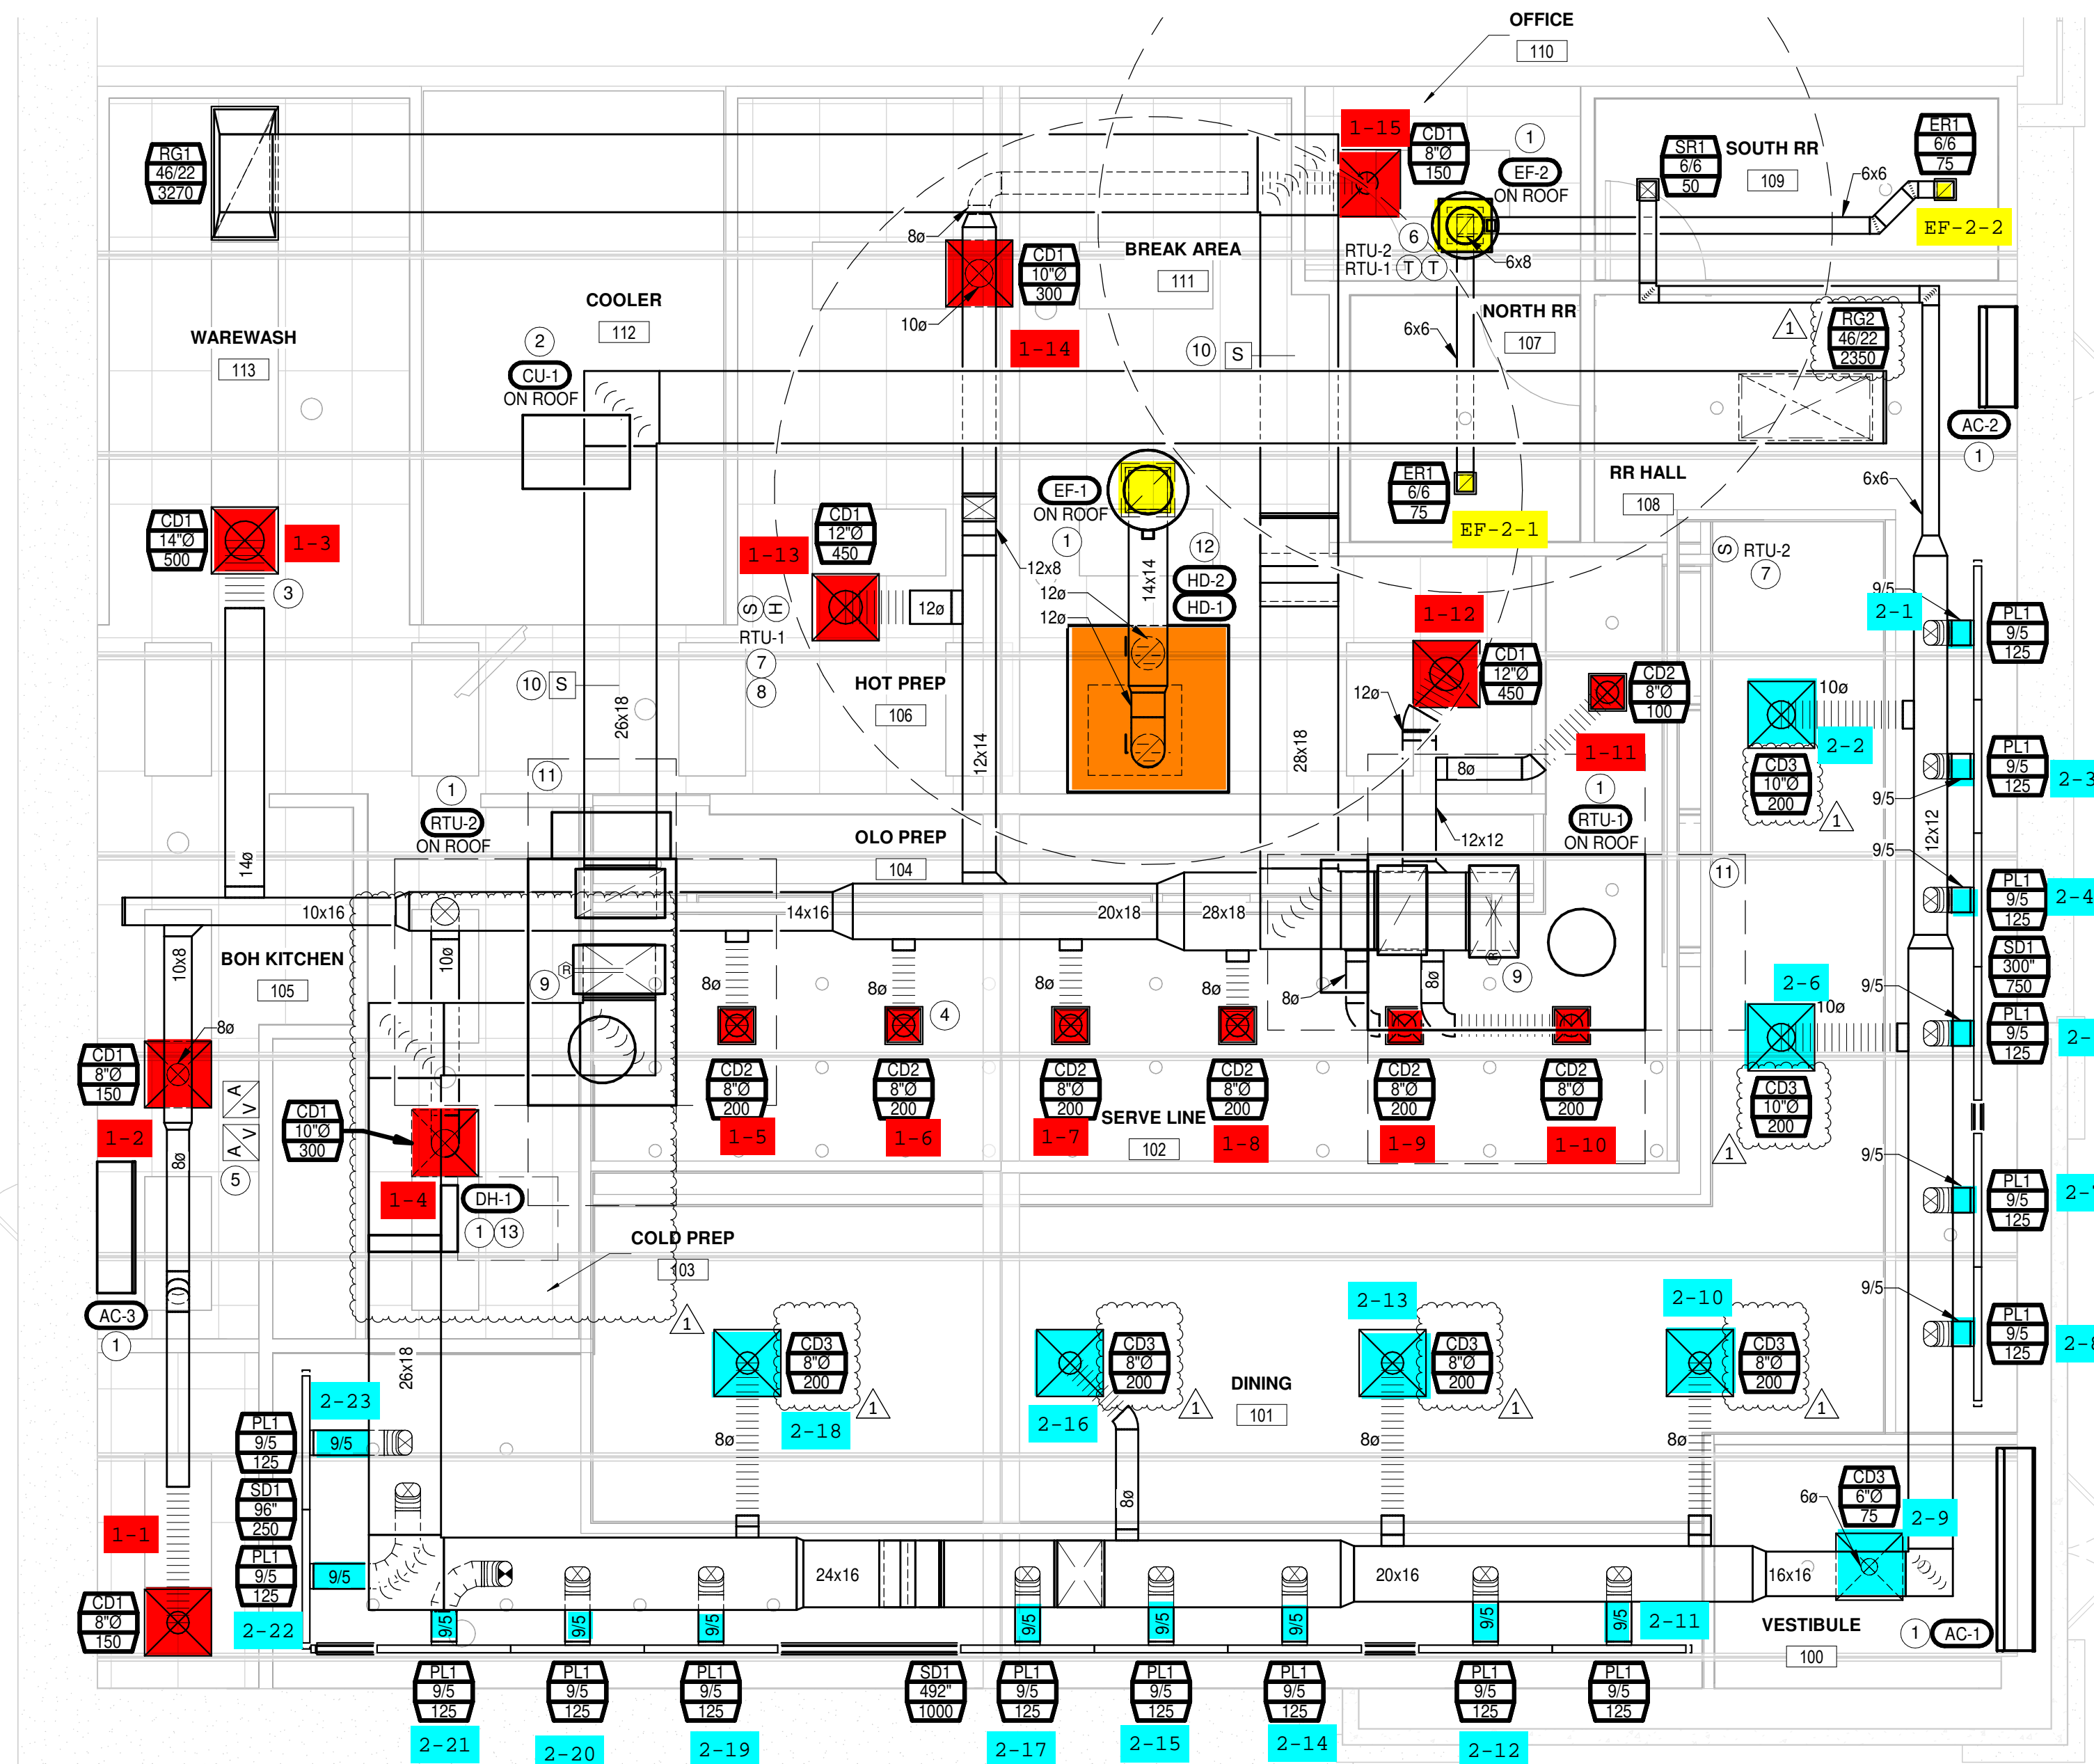 OFFICE
110
1-15
CD1
8"Ø
150
1
EF-2
ON ROOF
SR1
6/6
50
SOUTH RR
109
6x6
ER1
6/6
75
EF-2-2
RG1
46/22
3270
8ø
CD1
10"Ø
300
10ø
1-14
BREAK AREA
111
6
RTU-2
RTU-1
T
T
6x8
COOLER
112
WAREWASH
113
2
CU-1
ON ROOF
10
S
NORTH RR
107
6x6
1
RG2
46/22
2350
AC-2
1
RR HALL
108
6x6
ER1
6/6
75
EF-2-1
EF-1
ON ROOF
1
CD1
14"Ø
500
1-3
3
CD1
12"Ø
450
1-13
12ø
S
H
RTU-1
7
8
12x8
12ø
12ø
14x14
12
HD-2
HD-1
S
RTU-2
7
9/5
2-1
PL1
9/5
125
1-12
CD1
12"Ø
450
12ø
CD2
8"Ø
100
1-11
8ø
10ø
2-2
CD3
10"Ø
200
1
9/5
PL1
9/5
125
2-3
10
S
26x18
HOT PREP
106
12x14
28x18
11
1
RTU-2
ON ROOF
1
RTU-1
ON ROOF
12x12
12x12
9/5
PL1
9/5
125
2-4
OLO PREP
104
14ø
11
10x16
14x16
20x18
28x18
SD1
300"
750
BOH KITCHEN
105
10x8
10ø
R
9
8ø
8ø
8ø
8ø
8ø
8ø
R
9
4
2-6
10ø
9/5
PL1
9/5
125
8ø
CD1
8"Ø
150
1-2
A
V
A
V
5
CD1
10"Ø
300
1-4
CD2
8"Ø
200
1-5
CD2
8"Ø
200
1-6
CD2
8"Ø
200
1-7
CD2
8"Ø
200
1-8
CD2
8"Ø
200
1-9
CD2
8"Ø
200
1-10
SERVE LINE
102
CD3
10"Ø
200
1
9/5
PL1
9/5
125
8ø
DH-1
1
13
COLD PREP
103
1
AC-3
1
9/5
PL1
9/5
125
26x18
CD3
8"Ø
200
2-18
1
CD3
8"Ø
200
2-16
1
DINING
101
2-13
CD3
8"Ø
200
1
2-10
CD3
8"Ø
200
1
8ø
8ø
8ø
8ø
2-23
PL1
9/5
125
9/5
SD1
96"
250
PL1
9/5
125
9/5
2-22
1-1
CD1
8"Ø
150
6ø
CD3
6"Ø
75
2-9
24x16
20x16
16x16
9/5
9/5
9/5
9/5
9/5
9/5
9/5
9/5
2-11
VESTIBULE
100
1
AC-1
PL1
9/5
125
2-21
PL1
9/5
125
2-20
PL1
9/5
125
2-19
SD1
492"
1000
PL1
9/5
125
2-17
PL1
9/5
125
2-15
PL1
9/5
125
2-14
PL1
9/5
125
2-12
PL1
9/5
125